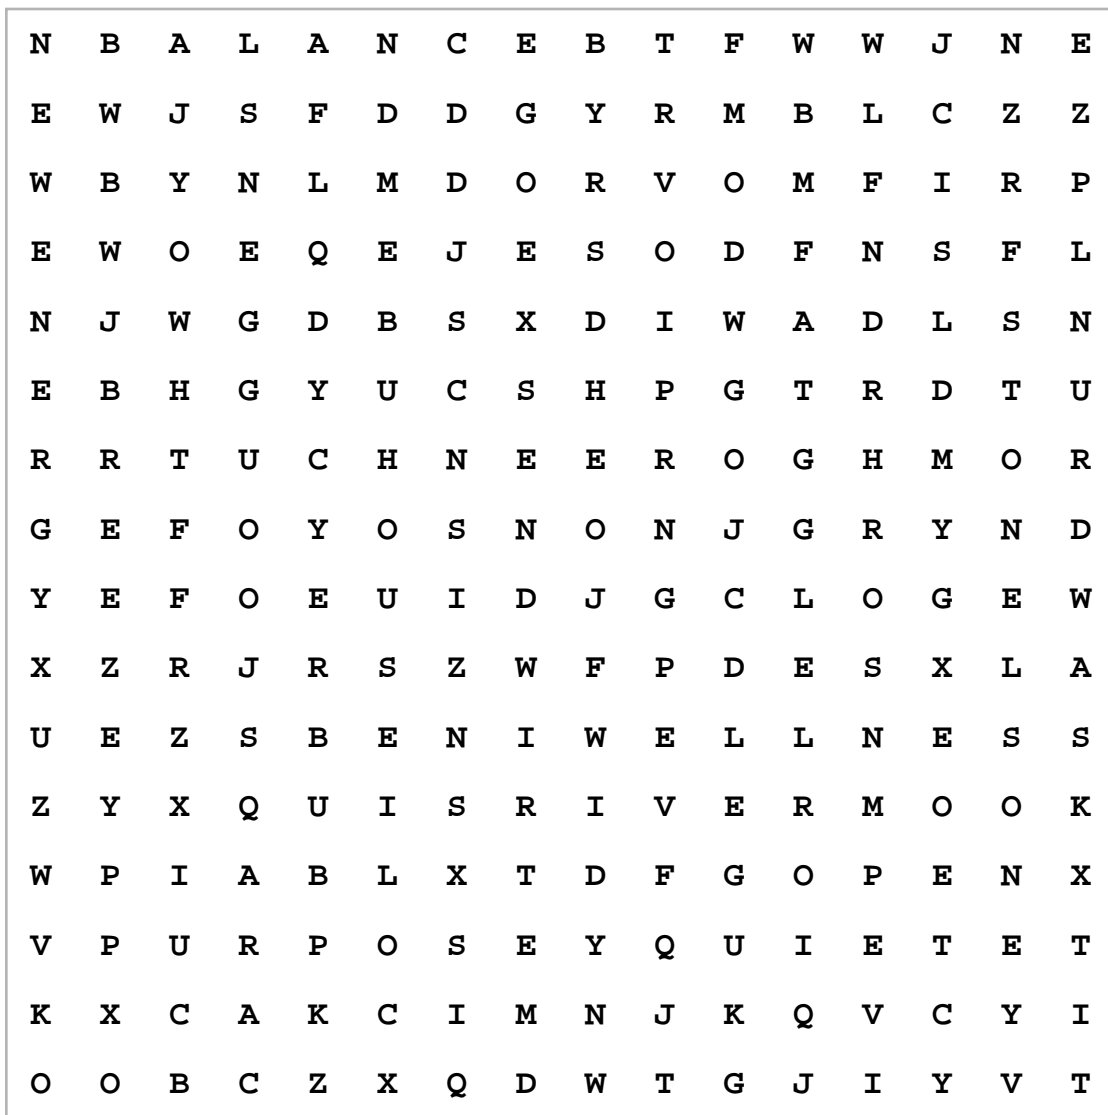 N B A L A N C E B T F W W J N E
E W J S F D D G Y R M B L C Z Z
W B Y N L M D O R V O M F I R P
E W O E Q E J E S O D F N S F L
N J W G D B S X D I W A D L S N
E B H G Y U C S H P G T R D T U
R R T U C H N E E R O G H M O R
G E F O Y O S N O N J G R Y N D
Y E F O E U I D J G C L O G E W
X Z R J R S Z W F P D E S X L A
U E Z S B E N I W E L L N E S S
Z Y X Q U I S R I V E R M O O K
W P I A B L X T D F G O P E N X
V P U R P O S E Y Q U I E T E T
K X C A K C I M N J K Q V C Y I
O O B C Z X Q D W T G J I Y V T